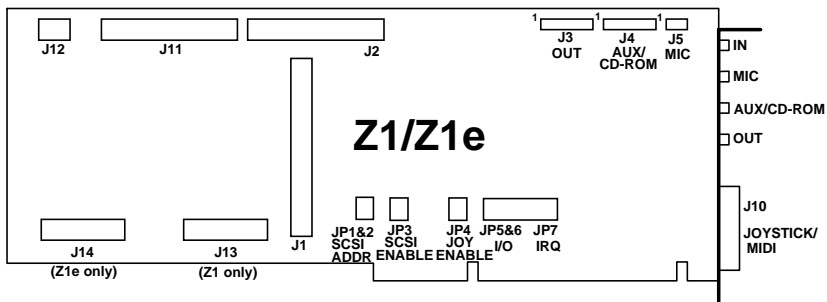 J12
J11
J2
1
J3
OUT
1
J4
AUX/
CD-ROM
1
J5
MIC
IN
MIC
AUX/CD-ROM
OUT
Z1/Z1e
J14
(Z1e only)
J13
(Z1 only)
J1
JP1&2
SCSI
ADDR
JP3
SCSI
ENABLE
JP4
JOY
ENABLE
JP5&6
I/O
JP7
IRQ
J10
JOYSTICK/
MIDI